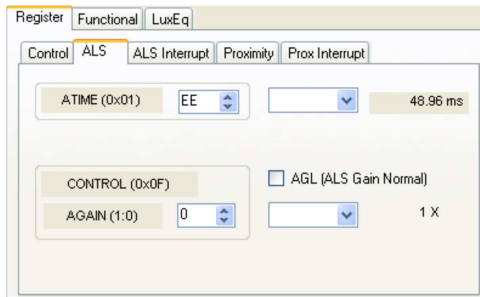 Register Functional LuxEq
Control ALS ALS Interrupt Proximity Prox Interrupt
ATIME (0x01) EE 48.96 ms
CONTROL (0x0F) AGL (ALS Gain Normal)
AGAIN (1:0) 0 1 X